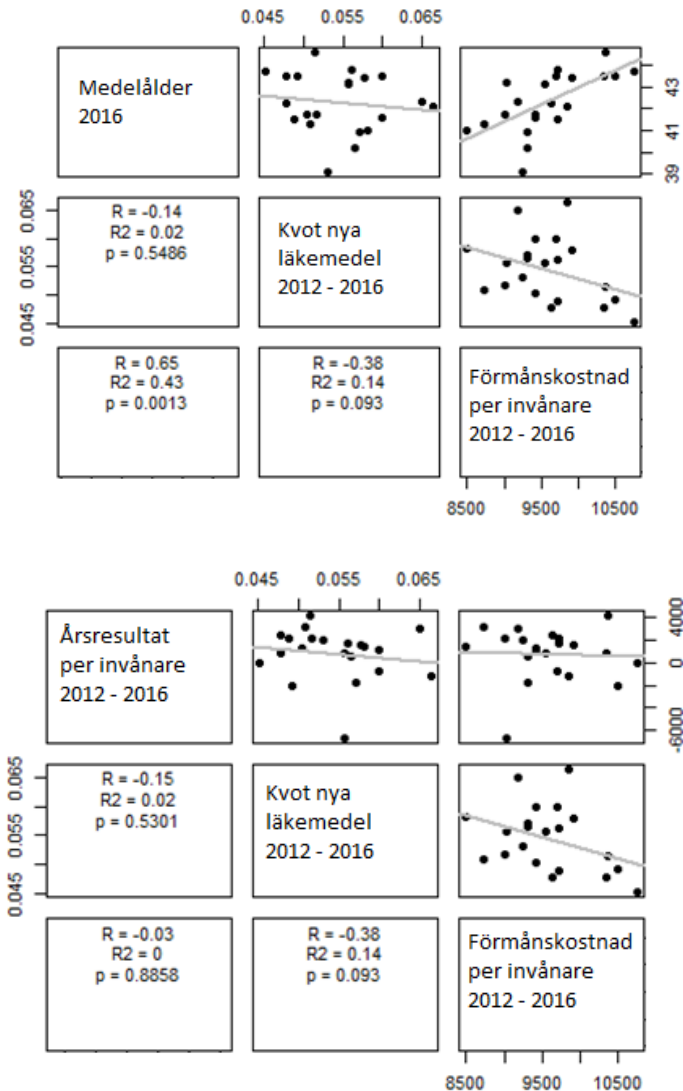 0.045 0.055 0.065
Medelålder
2016
43
41
39
0.065
0.055
0.045
R = -0.14
R2 = 0.02
p = 0.5486
Kvot nya
läkemedel
2012 - 2016
R = 0.65
R2 = 0.43
p = 0.0013
R = -0.38
R2 = 0.14
p = 0.093
Förmånskostnad
per invånare
2012 - 2016
8500 9500 10500
0.045 0.055 0.065
Årsresultat
per invånare
2012 - 2016
4000
0
-6000
0.065
0.055
0.045
R = -0.15
R2 = 0.02
p = 0.5301
Kvot nya
läkemedel
2012 - 2016
R = -0.03
R2 = 0
p = 0.8858
R = -0.38
R2 = 0.14
p = 0.093
Förmånskostnad
per invånare
2012 - 2016
8500 9500 10500